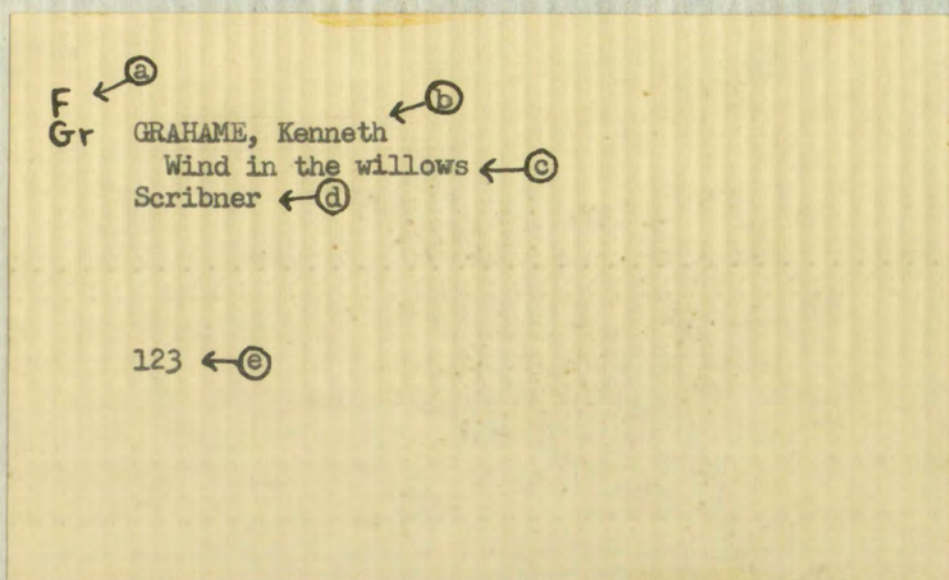 a
F
b
Gr GRAHAME, Kenneth
Wind in the willows c
Scribner d
123 e